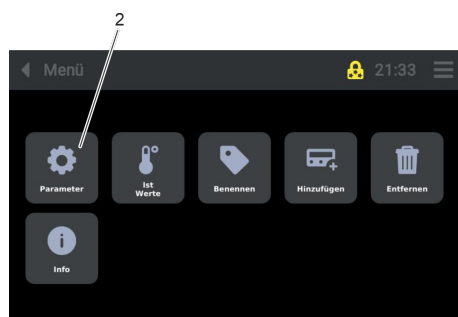 2
Menü
21:33
Parameter
Ist
Werte
Benennen
Hinzufügen
Entfernen
Info